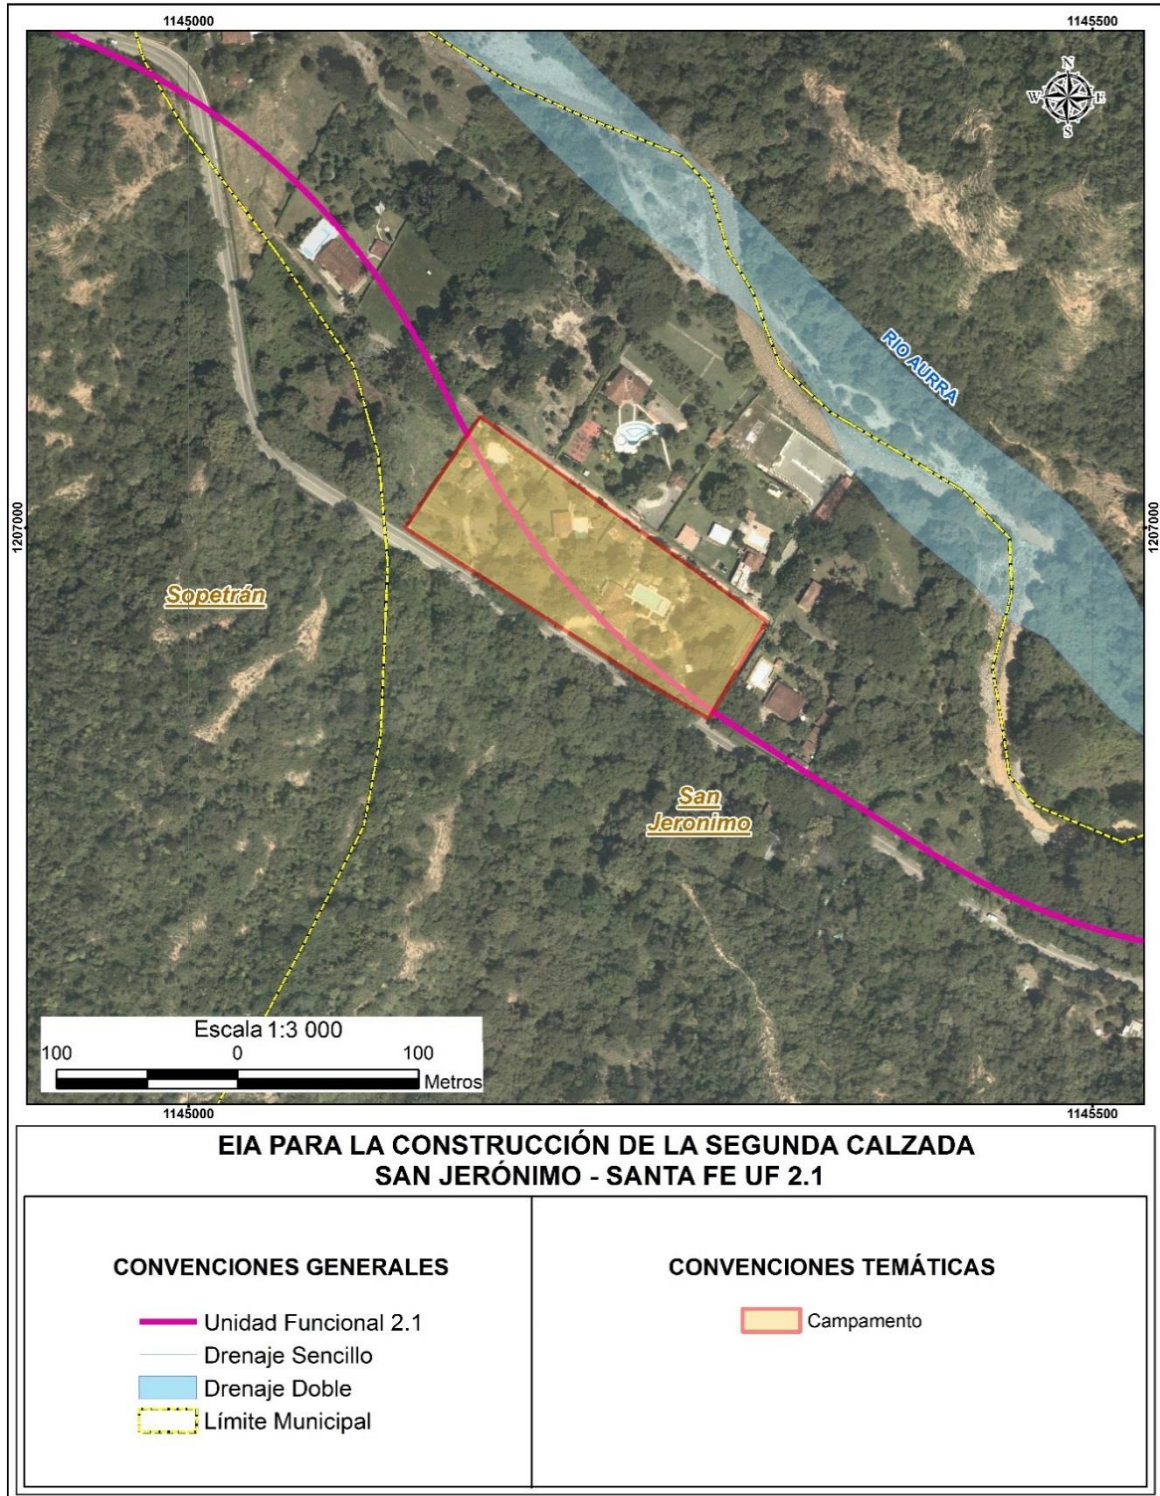 1145000
1145500
N
W
E
S
RIO AURRA
1207000
1207000
Sopetrán
San
Jeronimo
Escala 1:3 000
100
0
100
Metros
1145000
1145500
EIA PARA LA CONSTRUCCIÓN DE LA SEGUNDA CALZADA
SAN JERÓNIMO - SANTA FE UF 2.1
CONVENCIONES GENERALES
Unidad Funcional 2.1
Drenaje Sencillo
Drenaje Doble
Límite Municipal
CONVENCIONES TEMÁTICAS
Campamento